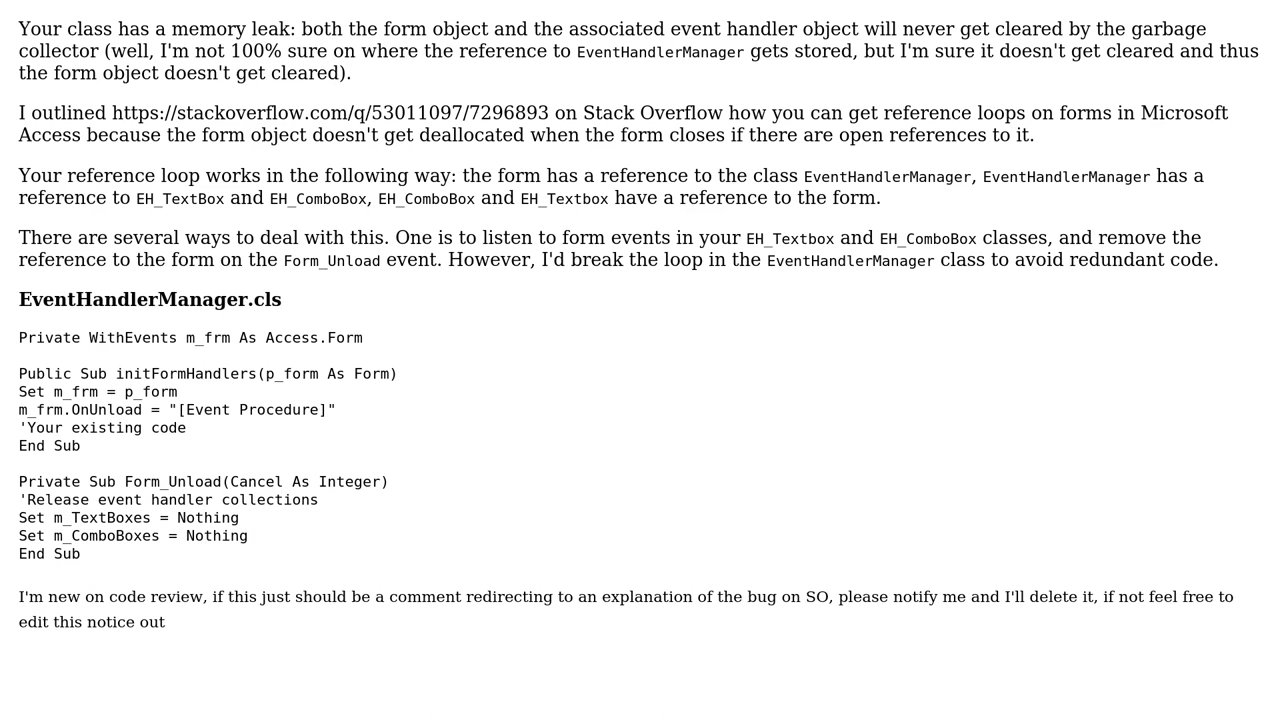 Your class has a memory leak: both the form object and the associated event handler object will never get cleared by the garbage
collector (well, I'm not 100% sure on where the reference to EventHandlerManager gets stored, but I'm sure it doesn't get cleared and thus
the form object doesn't get cleared).
I outlined https://stackoverflow.com/q/53011097/7296893 on Stack Overflow how you can get reference loops on forms in Microsoft
Access because the form object doesn't get deallocated when the form closes if there are open references to it.
Your reference loop works in the following way: the form has a reference to the class EventHandlerManager, EventHandlerManager has a
reference to EH_TextBox and EH_ComboBox, EH_ComboBox and EH_Textbox have a reference to the form.
There are several ways to deal with this. One is to listen to form events in your EH_Textbox and EH_ComboBox classes, and remove the
reference to the form on the Form_Unload event. However, I'd break the loop in the EventHandlerManager class to avoid redundant code.
EventHandlerManager.cls
Private WithEvents m_frm As Access.Form
Public Sub initFormHandlers(p_form As Form)
Set m_frm = p_form
m_frm.OnUnload = "[Event Procedure]"
'Your existing code
End Sub
Private Sub Form_Unload(Cancel As Integer)
'Release event handler collections
Set m_TextBoxes = Nothing
Set m_ComboBoxes = Nothing
End Sub
I'm new on code review, if this just should be a comment redirecting to an explanation of the bug on SO, please notify me and I'll delete it, if not feel free to
edit this notice out